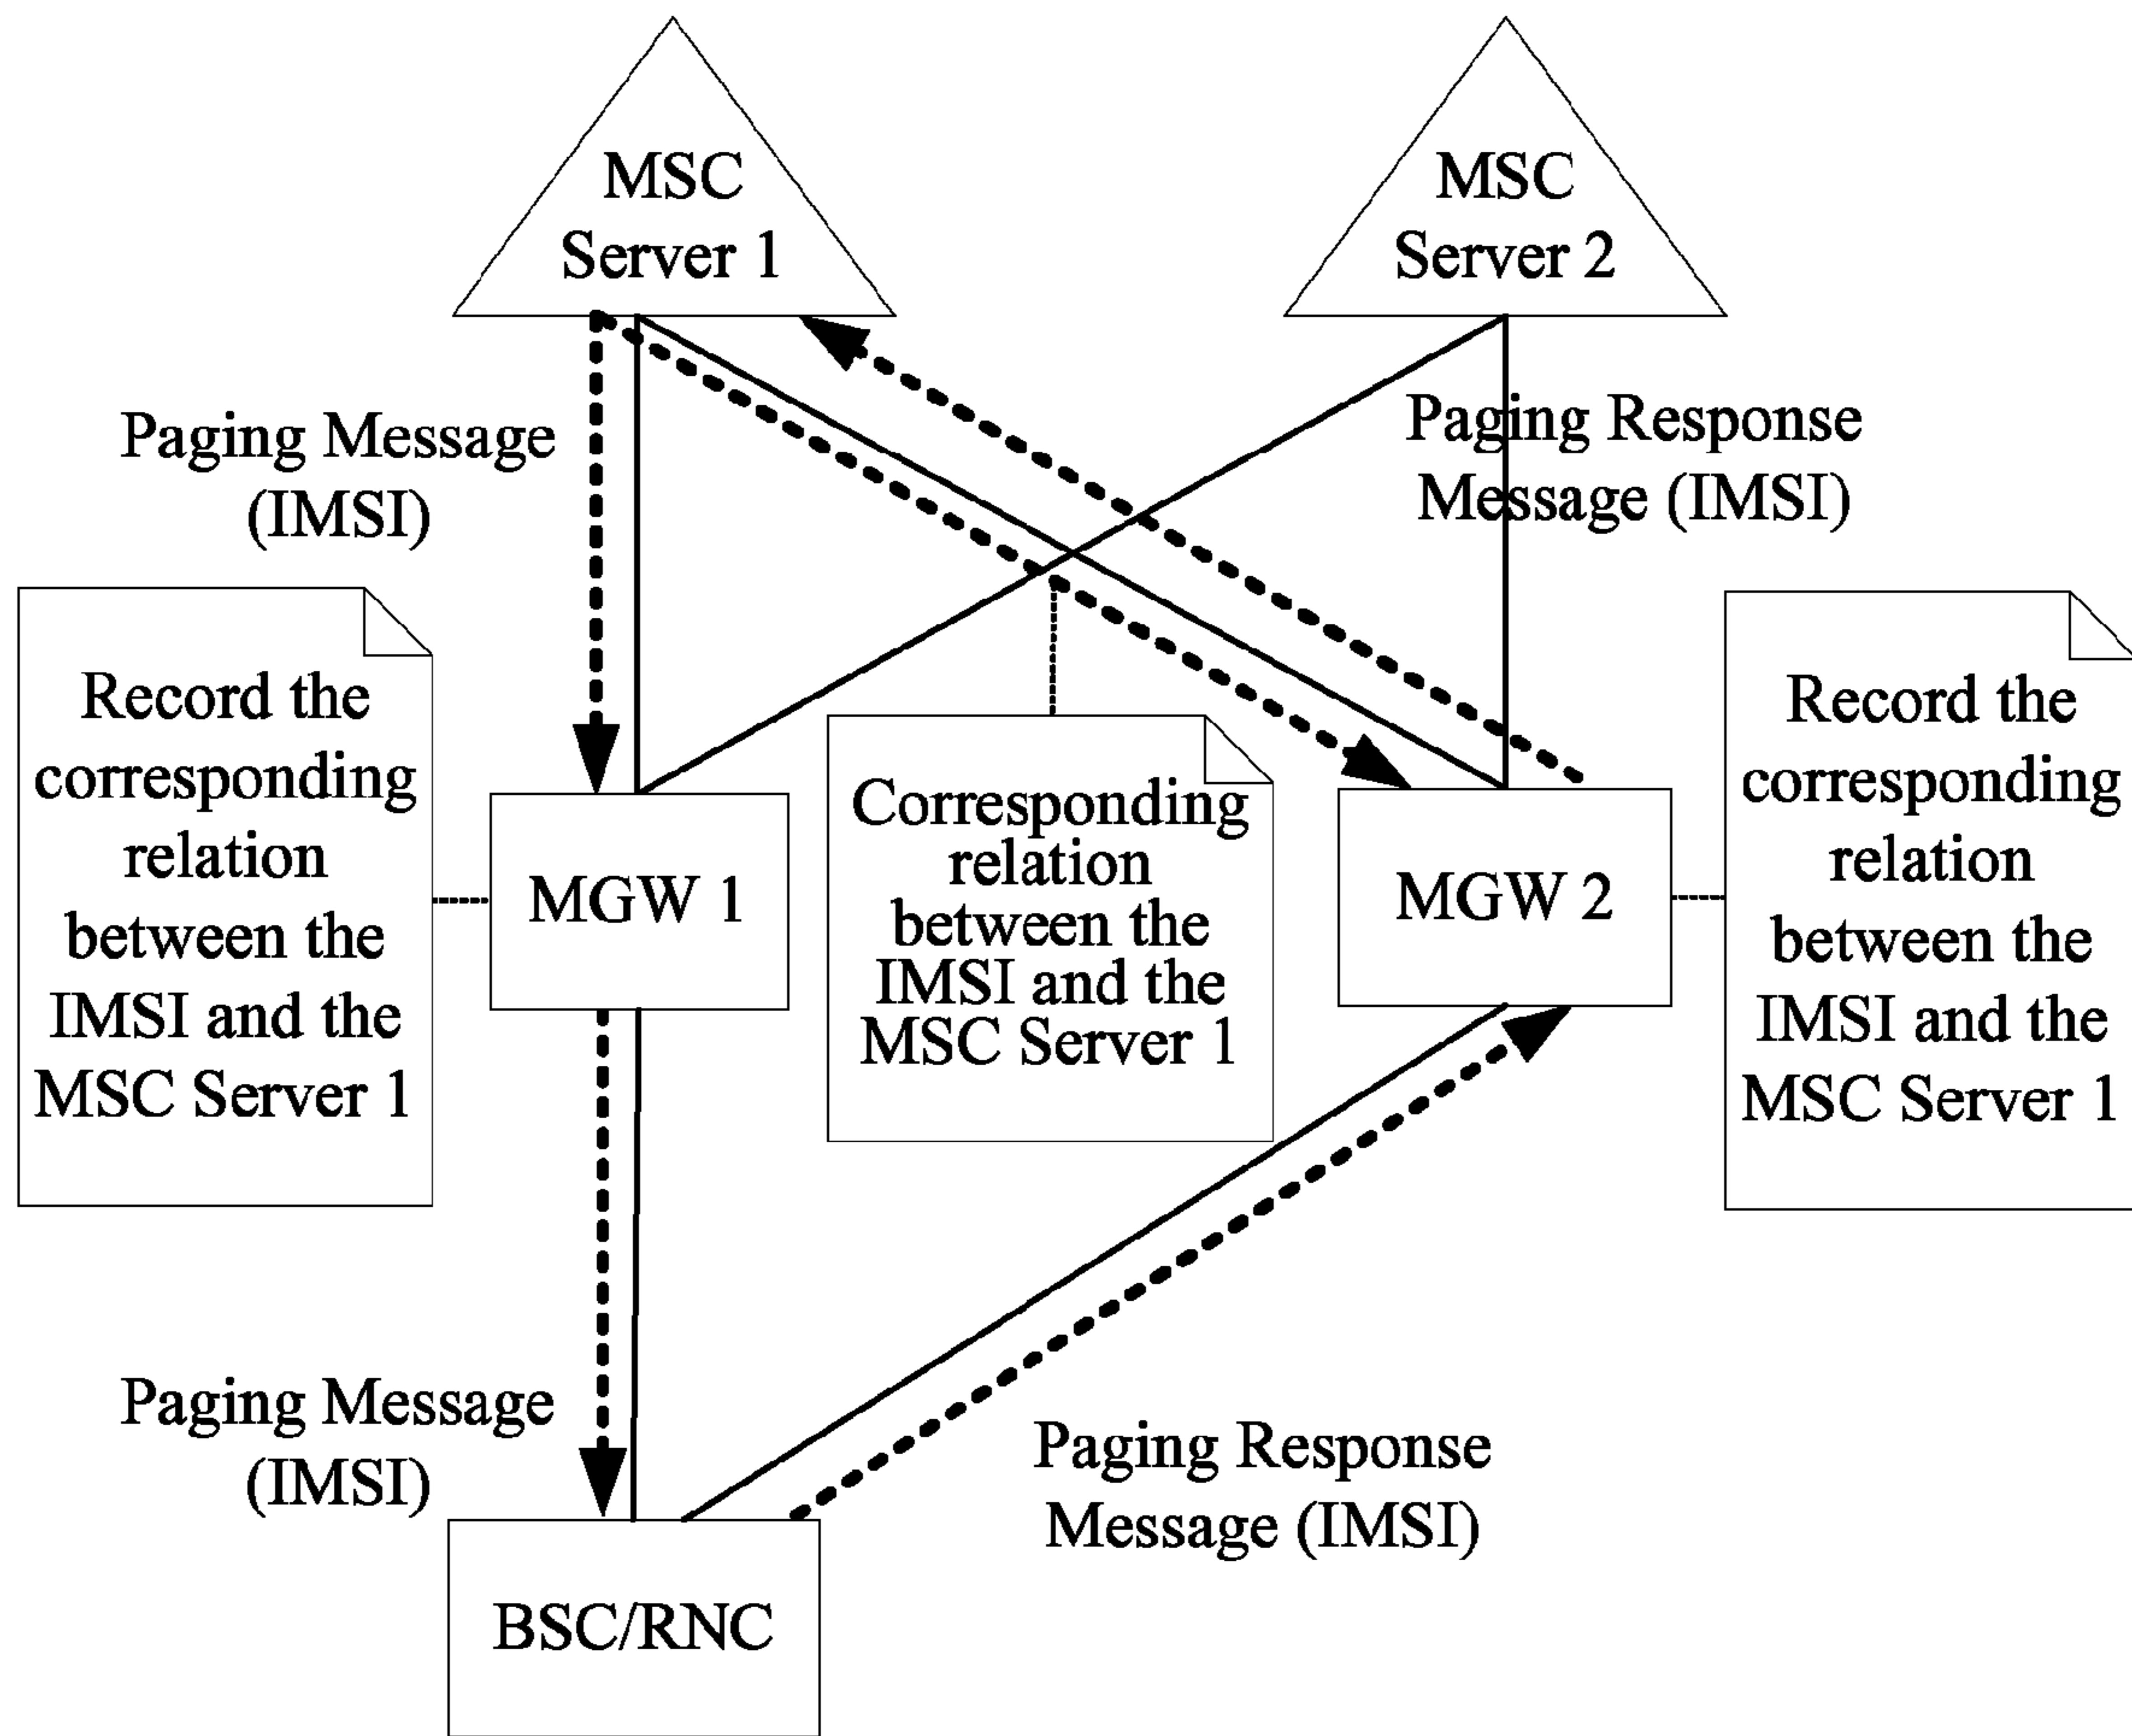 MSC
Server 1
MSC
Server 2
Paging Message
(IMSI)
Paging Response
Message (IMSI)
Record the
corresponding
relation
between the
IMSI and the
MSC Server 1
MGW 1
Corresponding
relation
between the
IMSI and the
MSC Server 1
MGW 2
Record the
corresponding
relation
between the
IMSI and the
MSC Server 1
Paging Message
(IMSI)
Paging Response
Message (IMSI)
BSC/RNC